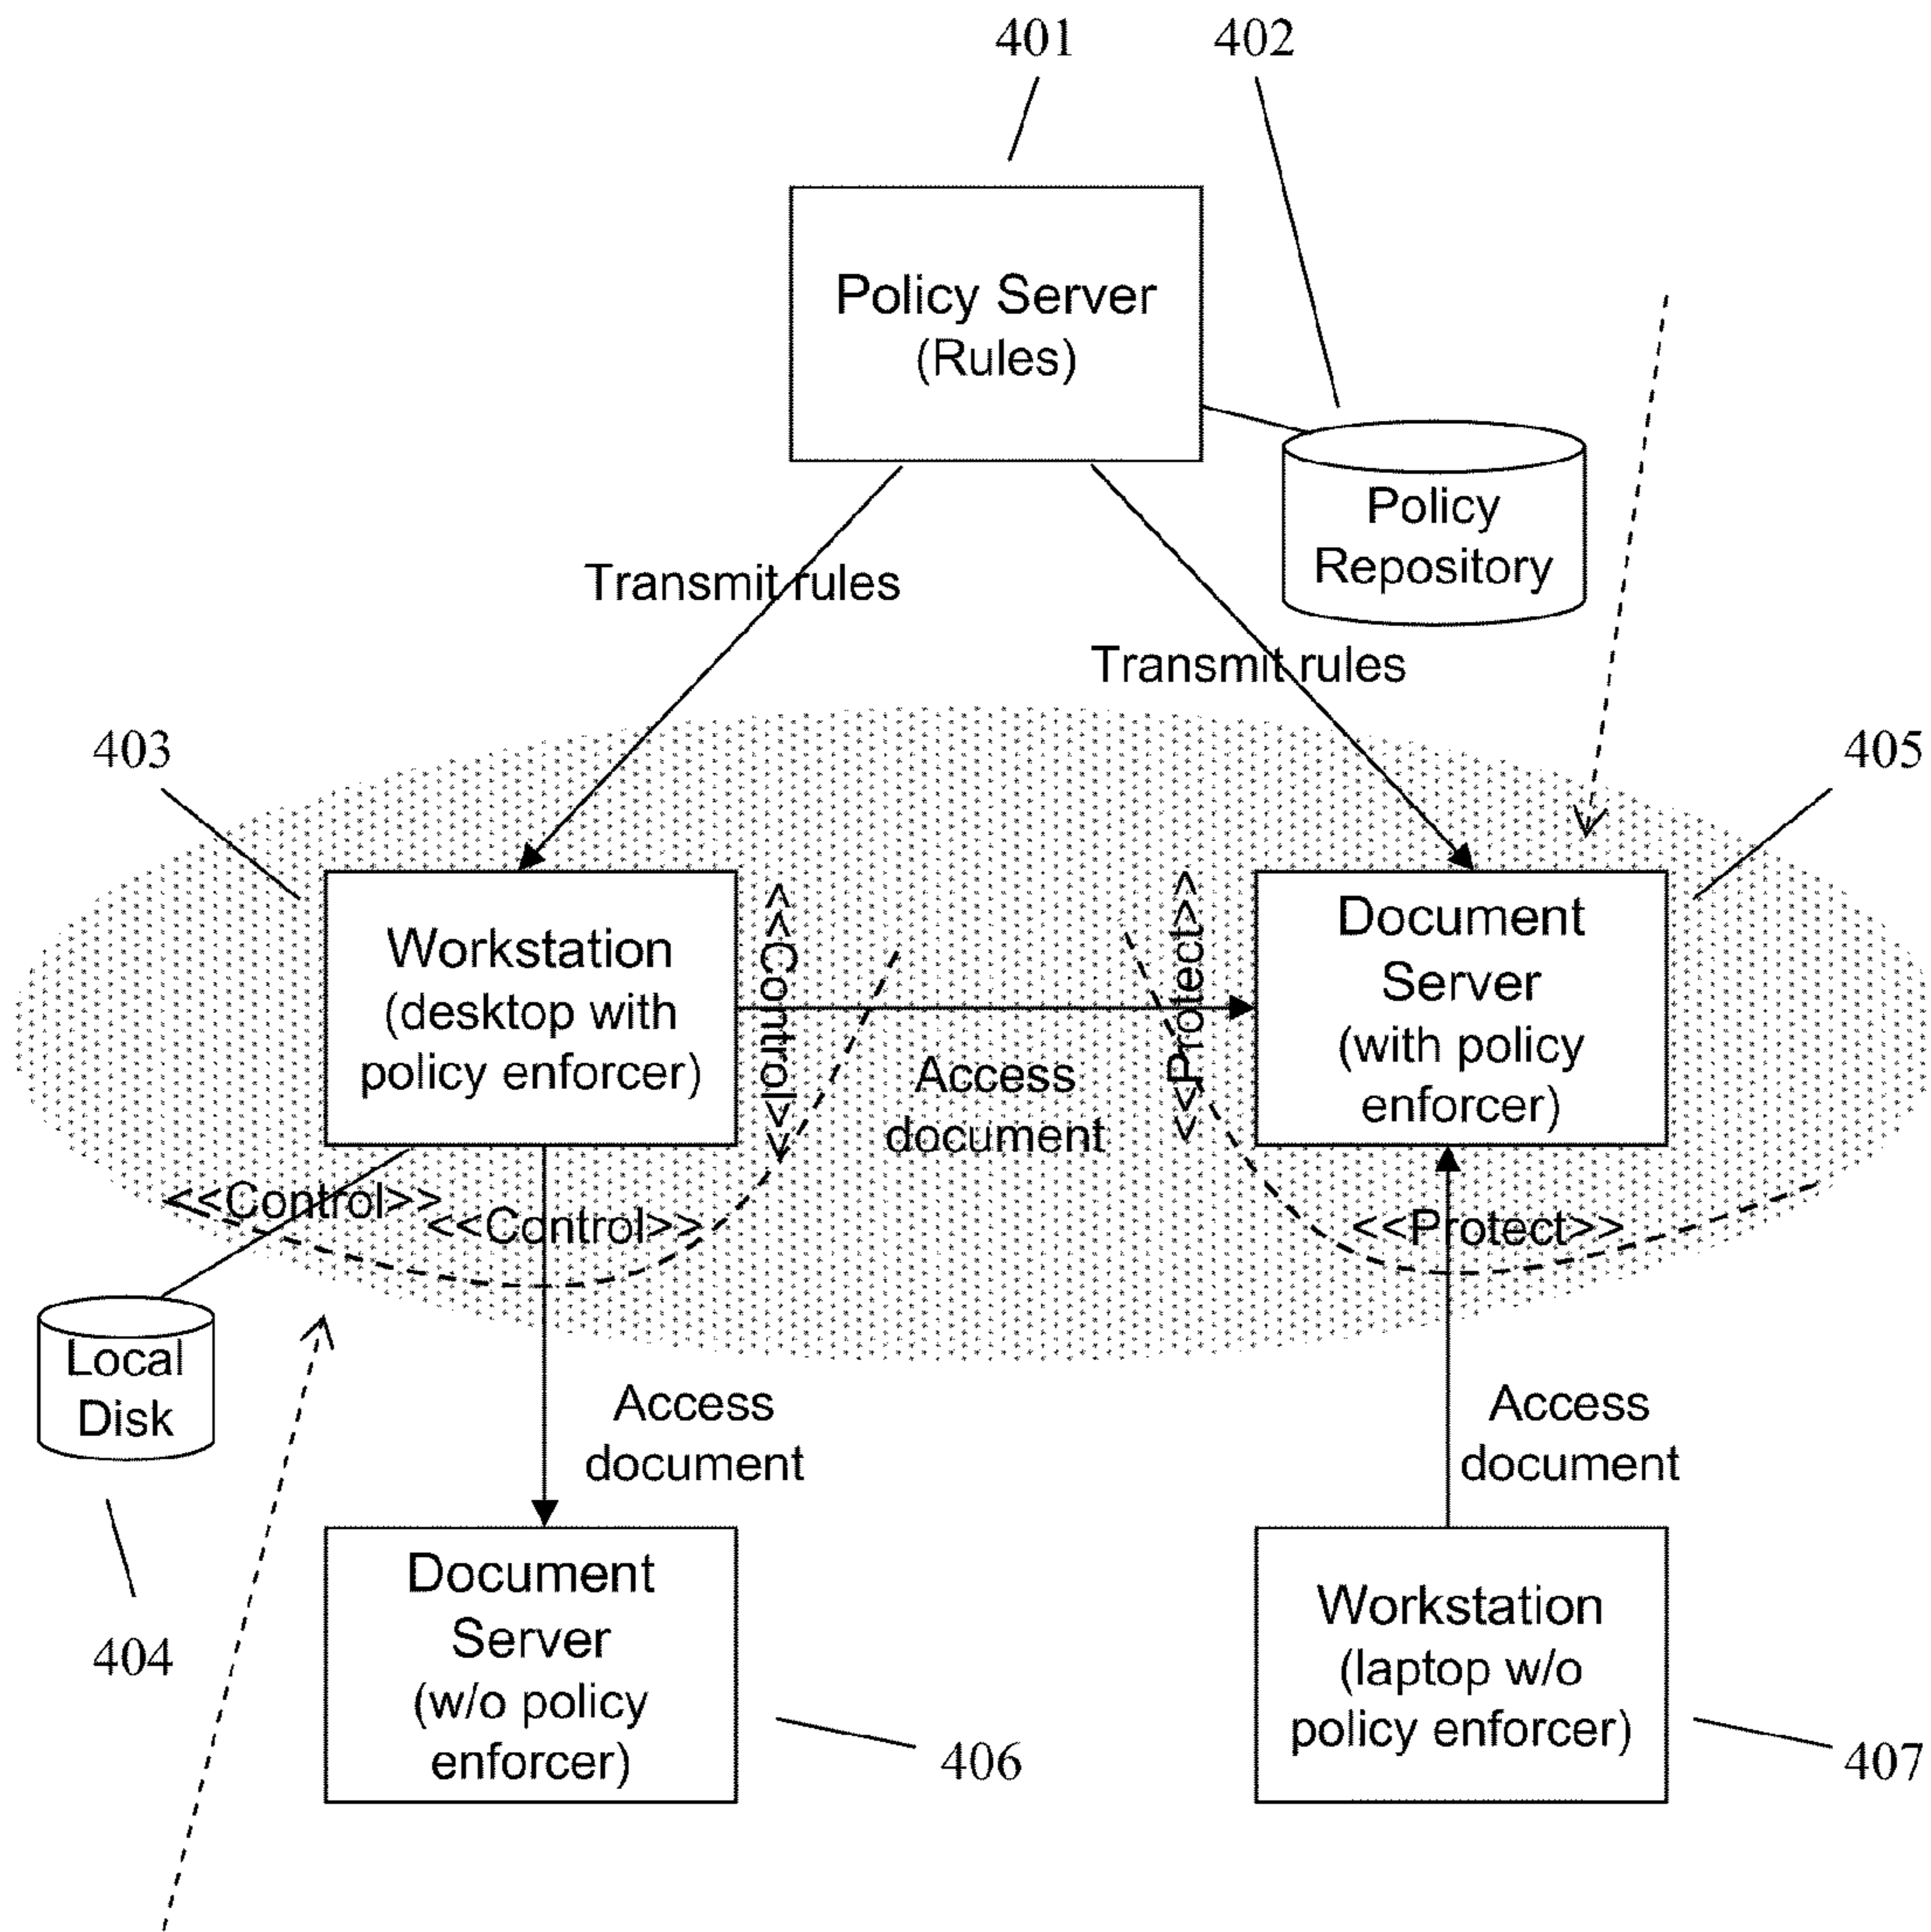 401
402
Policy Server
(Rules)
Policy
Repository
Transmit rules
Transmit rules
403
405
Workstation
(desktop with
policy enforcer)
<<Control>>
<<Protect>>
Document
Server
(with policy
enforcer)
Access
document
<<Control>>
<<Control>>
<<Protect>>
Local
Disk
Access
document
Access
document
404
Document
Server
(w/o policy
enforcer)
406
Workstation
(laptop w/o
policy enforcer)
407